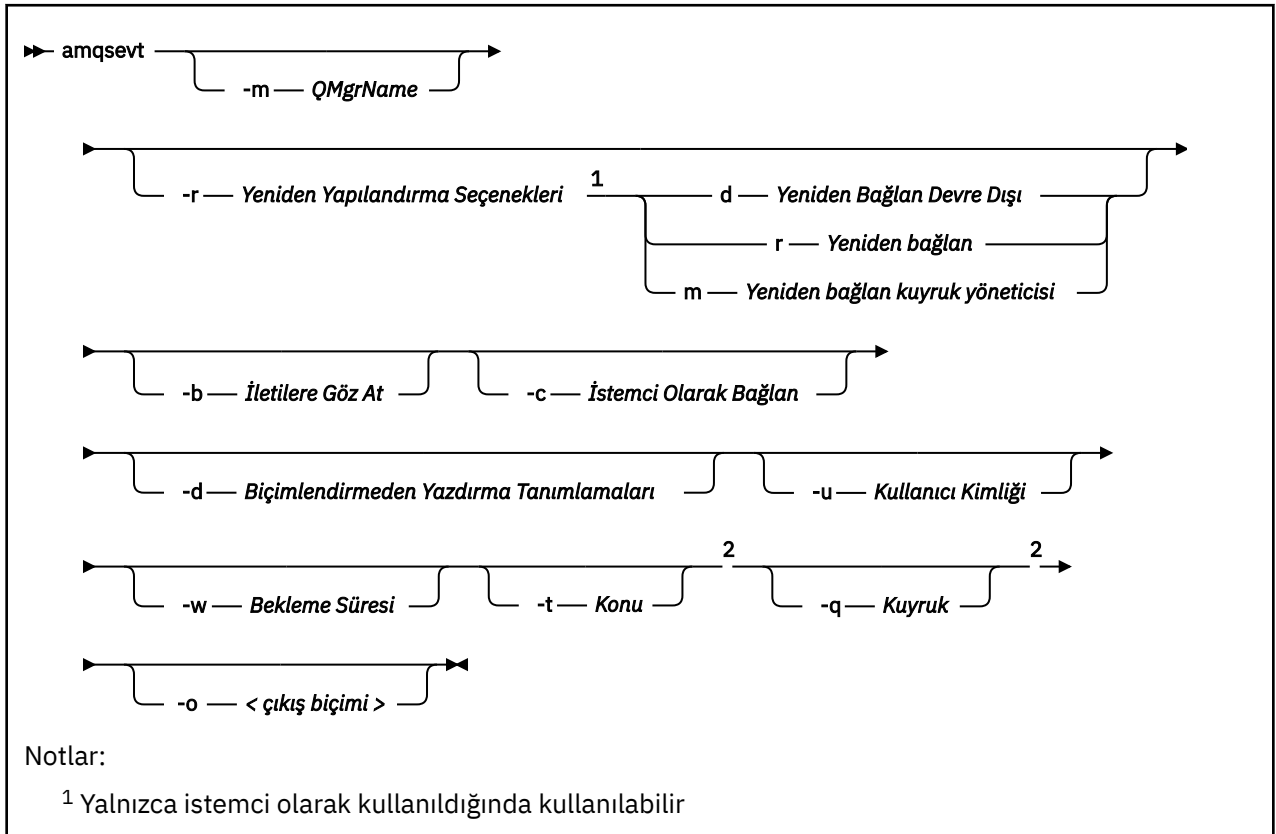 amqsevt
-m QMgrName
-r Yeniden Yapılandırma Seçenekleri 1 d Yeniden Bağlan Devre Dışı
r Yeniden bağlan
m Yeniden bağlan kuyruk yöneticisi
-b İletilere Göz At -c İstemci Olarak Bağlan
-d Biçimlendirmeden Yazdırma Tanımlamaları -u Kullanıcı Kimliği
-w Bekleme Süresi -t Konu 2 -q Kuyruk 2
-o < çıkış biçimi >
Notlar:
1 Yalnızca istemci olarak kullanıldığında kullanılabilir